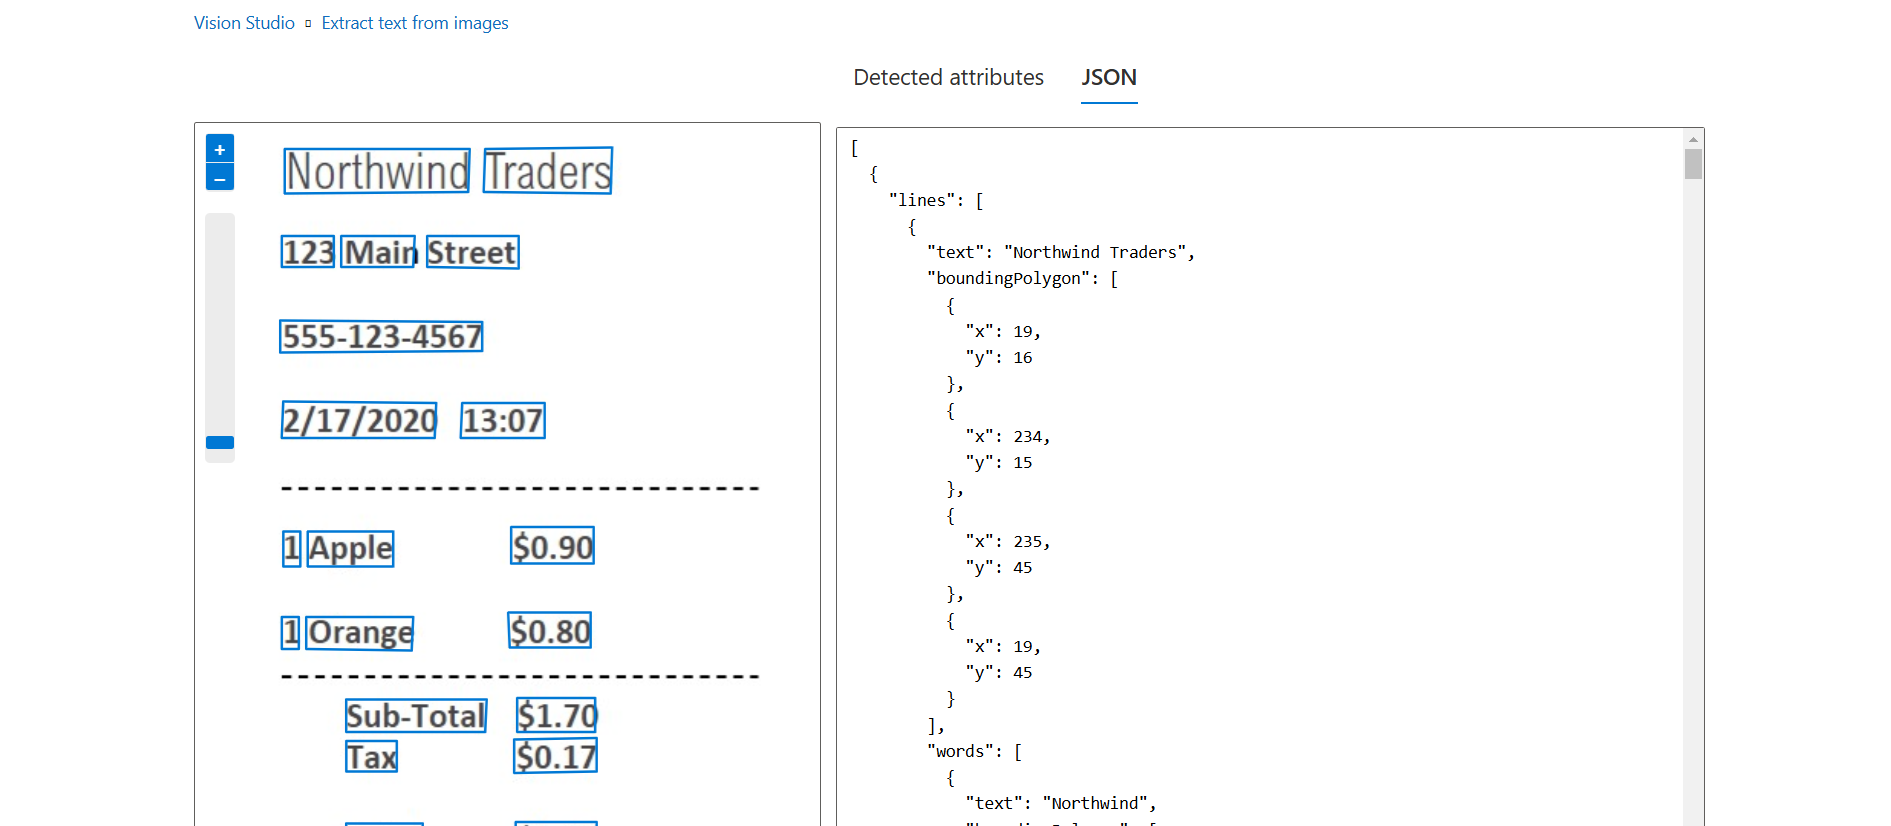 Vision Studio ▯ Extract text from images
Detected attributes JSON
+
−
Northwind Traders
123 Main Street
555-123-4567
2/17/2020 13:07
-----------------------------
1 Apple $0.90
1 Orange $0.80
-----------------------------
Sub-Total $1.70
Tax $0.17
[
{
"lines": [
{
"text": "Northwind Traders",
"boundingPolygon": [
{
"x": 19,
"y": 16
},
{
"x": 234,
"y": 15
},
{
"x": 235,
"y": 45
},
{
"x": 19,
"y": 45
}
],
"words": [
{
"text": "Northwind",